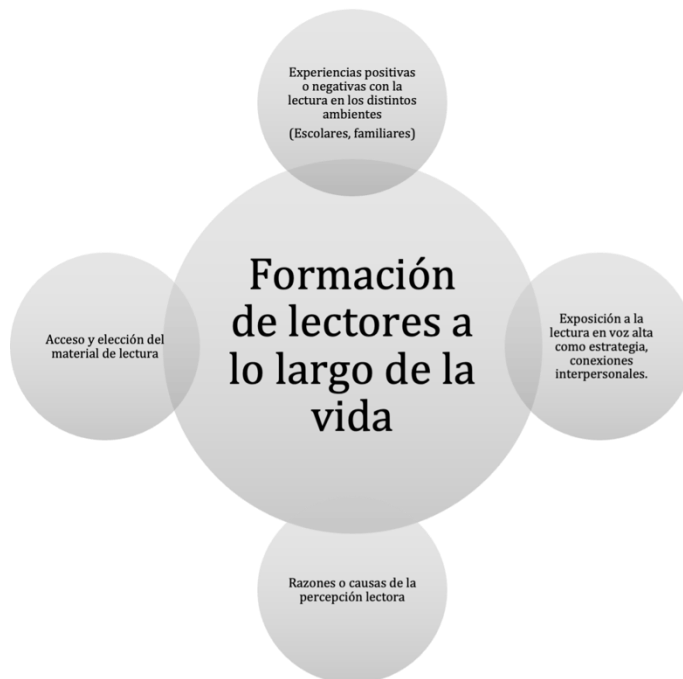 Experiencias positivas
o negativas con la
lectura en los distintos
ambientes
(Escolares, familiares)
Formación
de lectores a
lo largo de la
vida
Acceso y elección del
material de lectura
Exposición a la
lectura en voz alta
como estrategia,
conexiones
interpersonales.
Razones o causas de la
percepción lectora